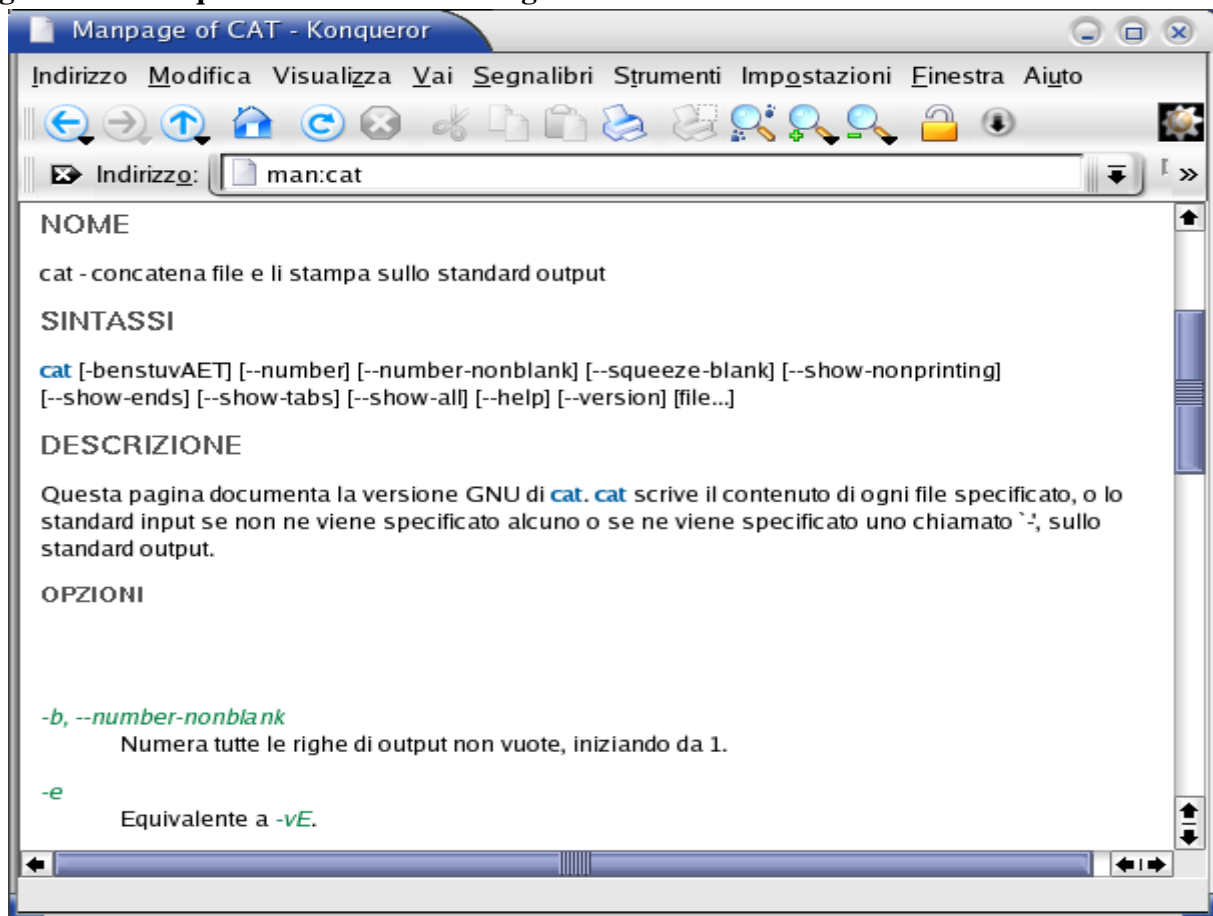 Manpage of CAT - Konqueror
Indirizzo Modifica Visualizza Vai Segnalibri Strumenti Impostazioni Finestra Aiuto
Indirizzo: man:cat
NOME
cat - concatena file e li stampa sullo standard output
SINTASSI
cat [-benstuvAET] [--number] [--number-nonblank] [--squeeze-blank] [--show-nonprinting]
[--show-ends] [--show-tabs] [--show-all] [--help] [--version] [file...]
DESCRIZIONE
Questa pagina documenta la versione GNU di cat. cat scrive il contenuto di ogni file specificato, o lo
standard input se non ne viene specificato alcuno o se ne viene specificato uno chiamato `-', sullo
standard output.
OPZIONI
-b, --number-nonblank
Numera tutte le righe di output non vuote, iniziando da 1.
-e
Equivalente a -vE.